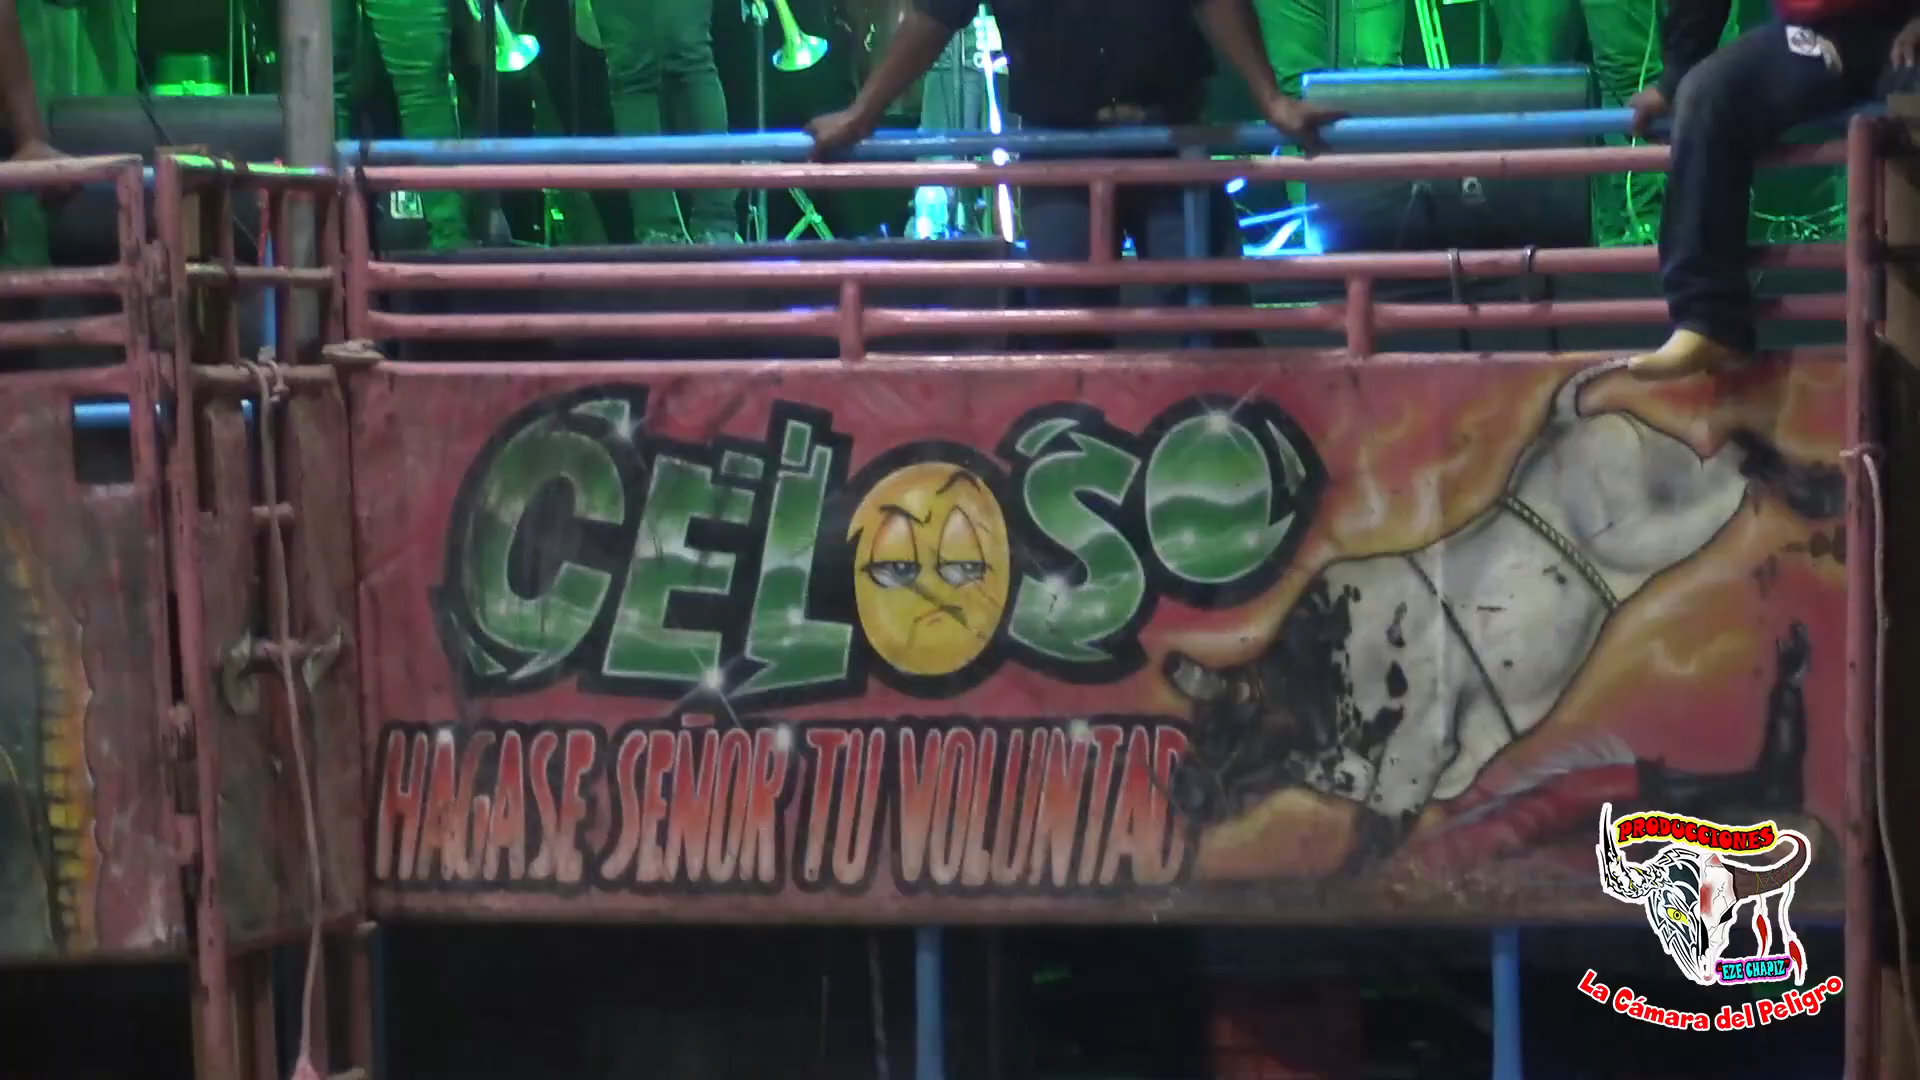 CELOSO
HAGASE SEÑOR TU VOLUNTAD
PRODUCCIONES
"EZE CHAPIZ"
La Cámara del Peligro